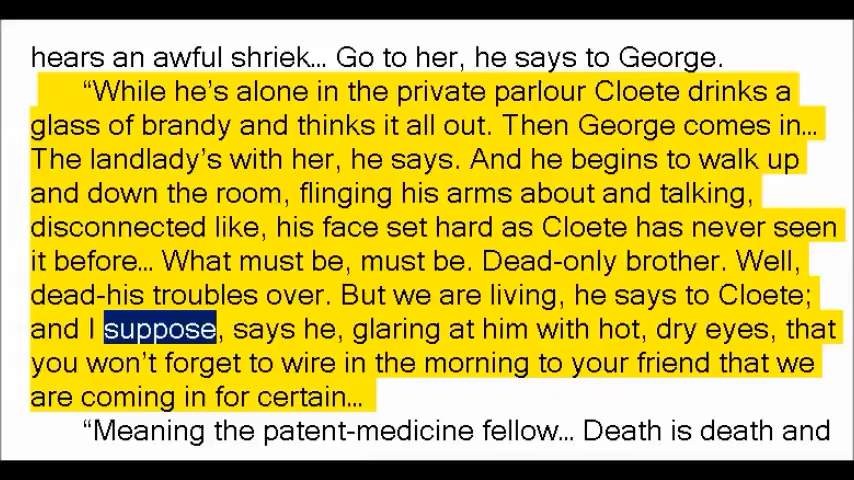 hears an awful shriek… Go to her, he says to George.
“While he’s alone in the private parlour Cloete drinks a
glass of brandy and thinks it all out. Then George comes in…
The landlady’s with her, he says. And he begins to walk up
and down the room, flinging his arms about and talking,
disconnected like, his face set hard as Cloete has never seen
it before… What must be, must be. Dead-only brother. Well,
dead-his troubles over. But we are living, he says to Cloete;
and I suppose, says he, glaring at him with hot, dry eyes, that
you won’t forget to wire in the morning to your friend that we
are coming in for certain…
“Meaning the patent-medicine fellow… Death is death and